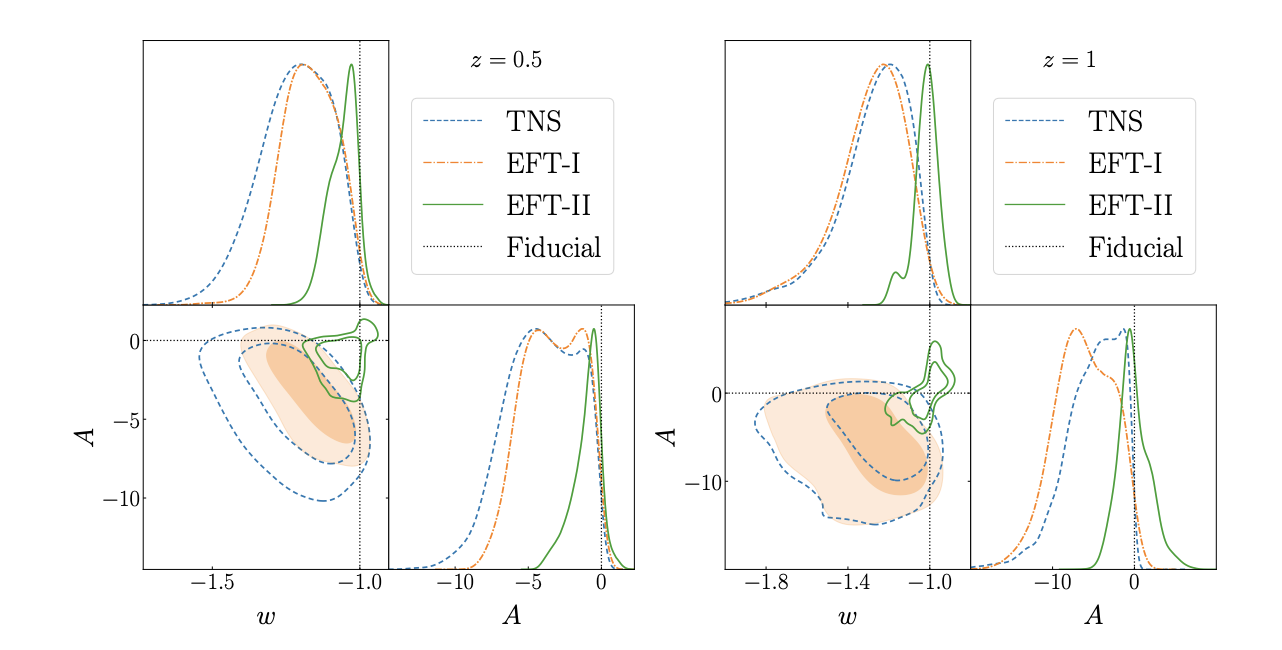 z = 0.5
TNS
EFT-I
EFT-II
Fiducial
0
−5
−10
A
−1.5
−1.0
w
−10
−5
0
A
z = 1
TNS
EFT-I
EFT-II
Fiducial
0
−10
A
−1.8
−1.4
−1.0
w
−10
0
A